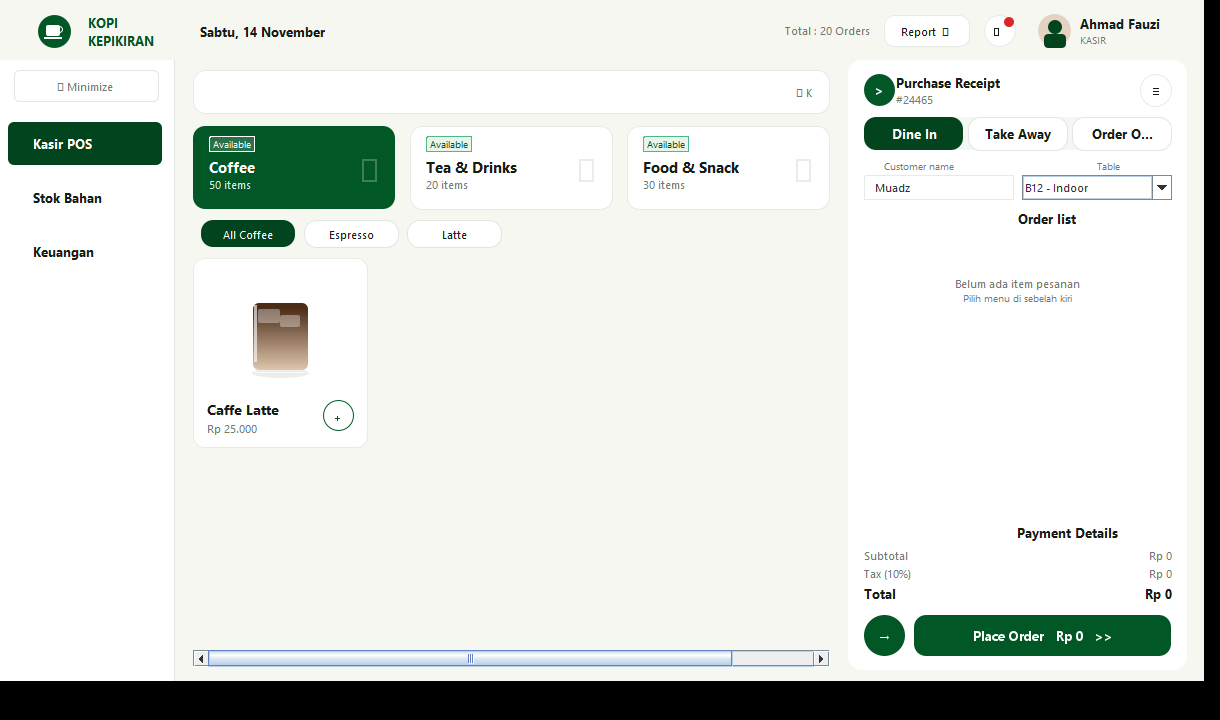 KOPI
KEPIKIRAN
Sabtu, 14 November
Total : 20 Orders
Report
Ahmad Fauzi
KASIR
Minimize
Kasir POS
Stok Bahan
Keuangan
K
Available
Coffee
50 items
Available
Tea & Drinks
20 items
Available
Food & Snack
30 items
All Coffee
Espresso
Latte
Caffe Latte
Rp 25.000
+
>
Purchase Receipt
#24465
≡
Dine In
Take Away
Order O...
Customer name
Table
Muadz
B12 - Indoor
Order list
Belum ada item pesanan
Pilih menu di sebelah kiri
Payment Details
Subtotal
Rp 0
Tax (10%)
Rp 0
Total
Rp 0
→
Place Order Rp 0 >>